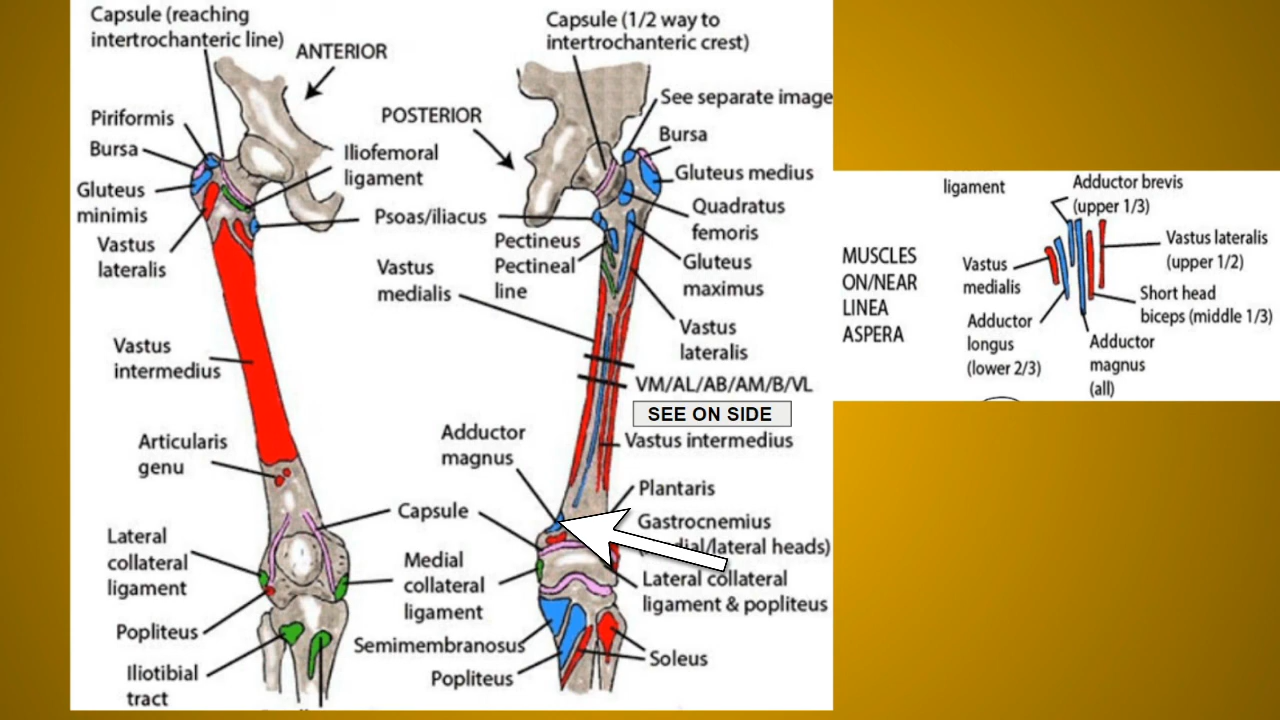 Capsule (reaching
intertrochanteric line)
ANTERIOR
Piriformis
Bursa
Gluteus
minimis
Vastus
lateralis
Iliofemoral
ligament
Psoas/iliacus
Vastus
intermedius
Articularis
genu
Capsule
Lateral
collateral
ligament
Medial
collateral
ligament
Popliteus
Iliotibial
tract
Capsule (1/2 way to
intertrochanteric crest)
POSTERIOR
See separate image
Bursa
Gluteus medius
Quadratus
femoris
Pectineus
Pectineal
line
Gluteus
maximus
Vastus
medialis
Vastus
lateralis
VM/AL/AB/AM/B/VL
SEE ON SIDE
Vastus intermedius
Adductor
magnus
Plantaris
Gastrocnemius
/lateral heads)
Lateral collateral
ligament & popliteus
Semimembranosus
Popliteus
Soleus
ligament
Adductor brevis
(upper 1/3)
MUSCLES
ON/NEAR
LINEA
ASPERA
Vastus
medialis
Vastus lateralis
(upper 1/2)
Short head
biceps (middle 1/3)
Adductor
longus
(lower 2/3)
Adductor
magnus
(all)